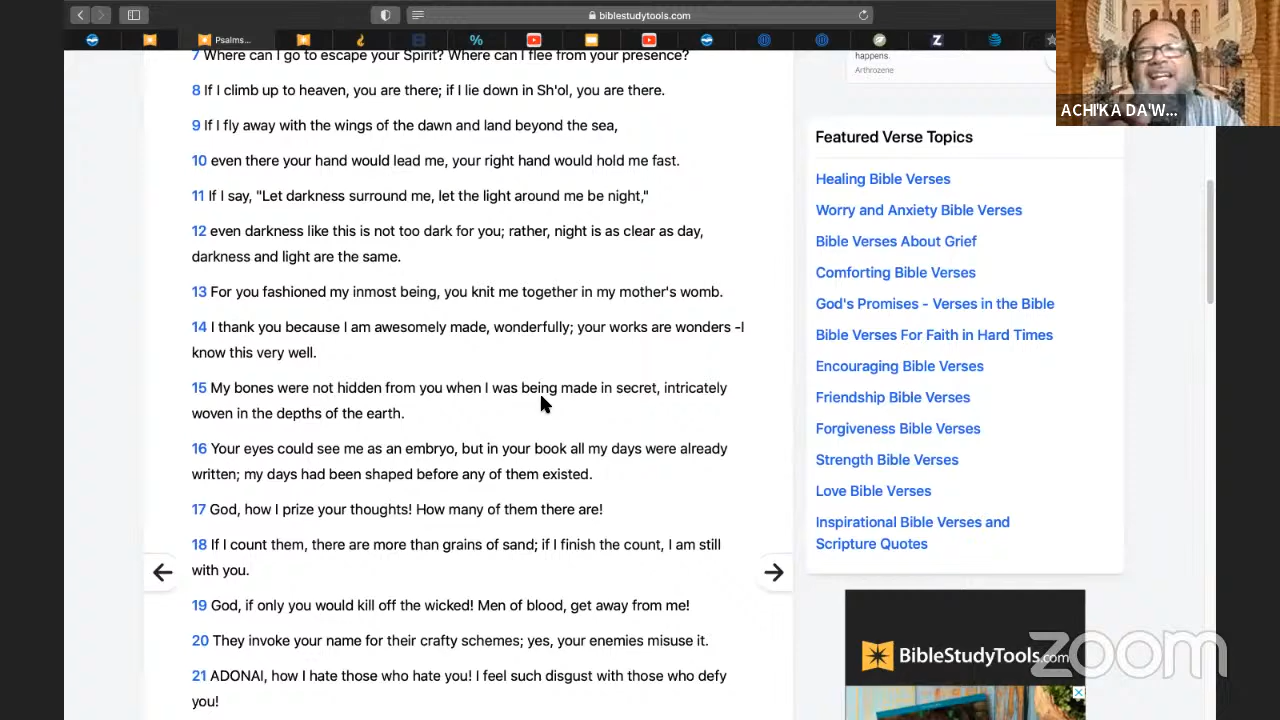 biblestudytools.com
Psalms...
7 Where can I go to escape your Spirit? Where can I flee from your presence?
8 If I climb up to heaven, you are there; if I lie down in Sh'ol, you are there.
9 If I fly away with the wings of the dawn and land beyond the sea,
10 even there your hand would lead me, your right hand would hold me fast.
11 If I say, "Let darkness surround me, let the light around me be night,"
12 even darkness like this is not too dark for you; rather, night is as clear as day,
darkness and light are the same.
13 For you fashioned my inmost being, you knit me together in my mother's womb.
14 I thank you because I am awesomely made, wonderfully; your works are wonders -I
know this very well.
15 My bones were not hidden from you when I was being made in secret, intricately
woven in the depths of the earth.
16 Your eyes could see me as an embryo, but in your book all my days were already
written; my days had been shaped before any of them existed.
17 God, how I prize your thoughts! How many of them there are!
18 If I count them, there are more than grains of sand; if I finish the count, I am still
with you.
19 God, if only you would kill off the wicked! Men of blood, get away from me!
20 They invoke your name for their crafty schemes; yes, your enemies misuse it.
21 ADONAI, how I hate those who hate you! I feel such disgust with those who defy
you!
happens.
Arthrozene
ACHI'KA DA'W...
Featured Verse Topics
Healing Bible Verses
Worry and Anxiety Bible Verses
Bible Verses About Grief
Comforting Bible Verses
God's Promises - Verses in the Bible
Bible Verses For Faith in Hard Times
Encouraging Bible Verses
Friendship Bible Verses
Forgiveness Bible Verses
Strength Bible Verses
Love Bible Verses
Inspirational Bible Verses and
Scripture Quotes
BibleStudyTools.com
zoom